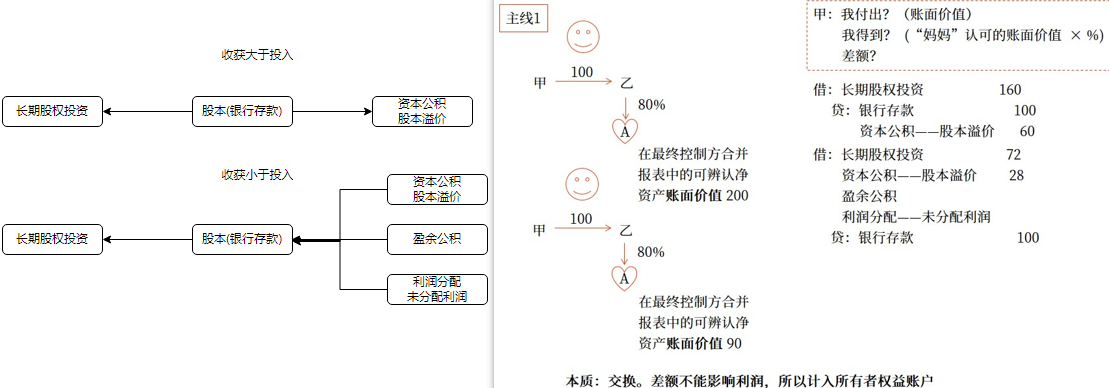 收获大于投入
长期股权投资
股本(银行存款)
资本公积
股本溢价
收获小于投入
资本公积
股本溢价
长期股权投资
股本(银行存款)
盈余公积
利润分配
未分配利润
主线1
甲
100
乙
80%
A
在最终控制方合并
报表中的可辨认净
资产账面价值 200
甲
100
乙
80%
A
在最终控制方合并
报表中的可辨认净
资产账面价值 90
甲：我付出？（账面价值）
我得到？（“妈妈”认可的账面价值 × %）
差额？
借：长期股权投资 160
贷：银行存款 100
资本公积——股本溢价 60
借：长期股权投资 72
资本公积——股本溢价 28
盈余公积
利润分配——未分配利润
贷：银行存款 100
本质：交换。差额不能影响利润，所以计入所有者权益账户